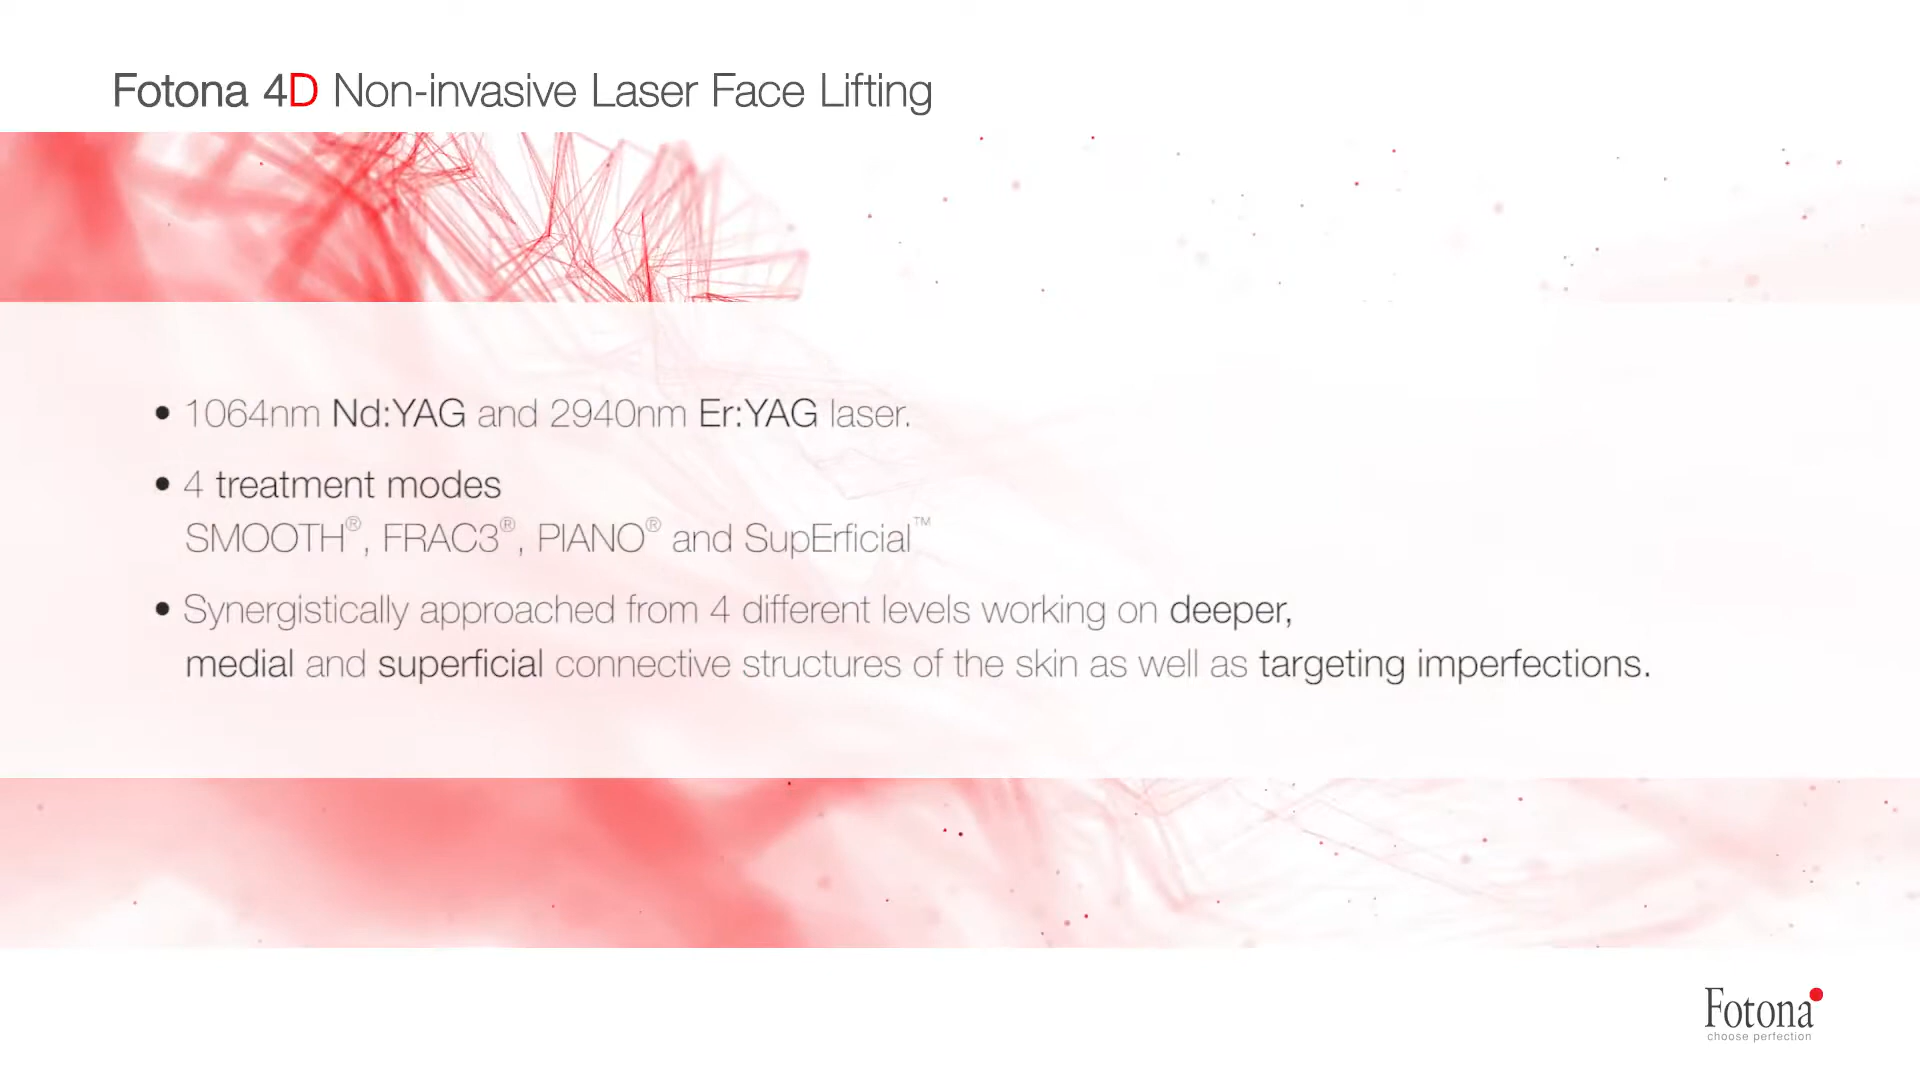 Fotona 4D Non-invasive Laser Face Lifting
• 1064nm Nd:YAG and 2940nm Er:YAG laser.
• 4 treatment modes
SMOOTH®, FRAC3®, PIANO® and SupErficial™
• Synergistically approached from 4 different levels working on deeper,
medial and superficial connective structures of the skin as well as targeting imperfections.
Fotona
choose perfection